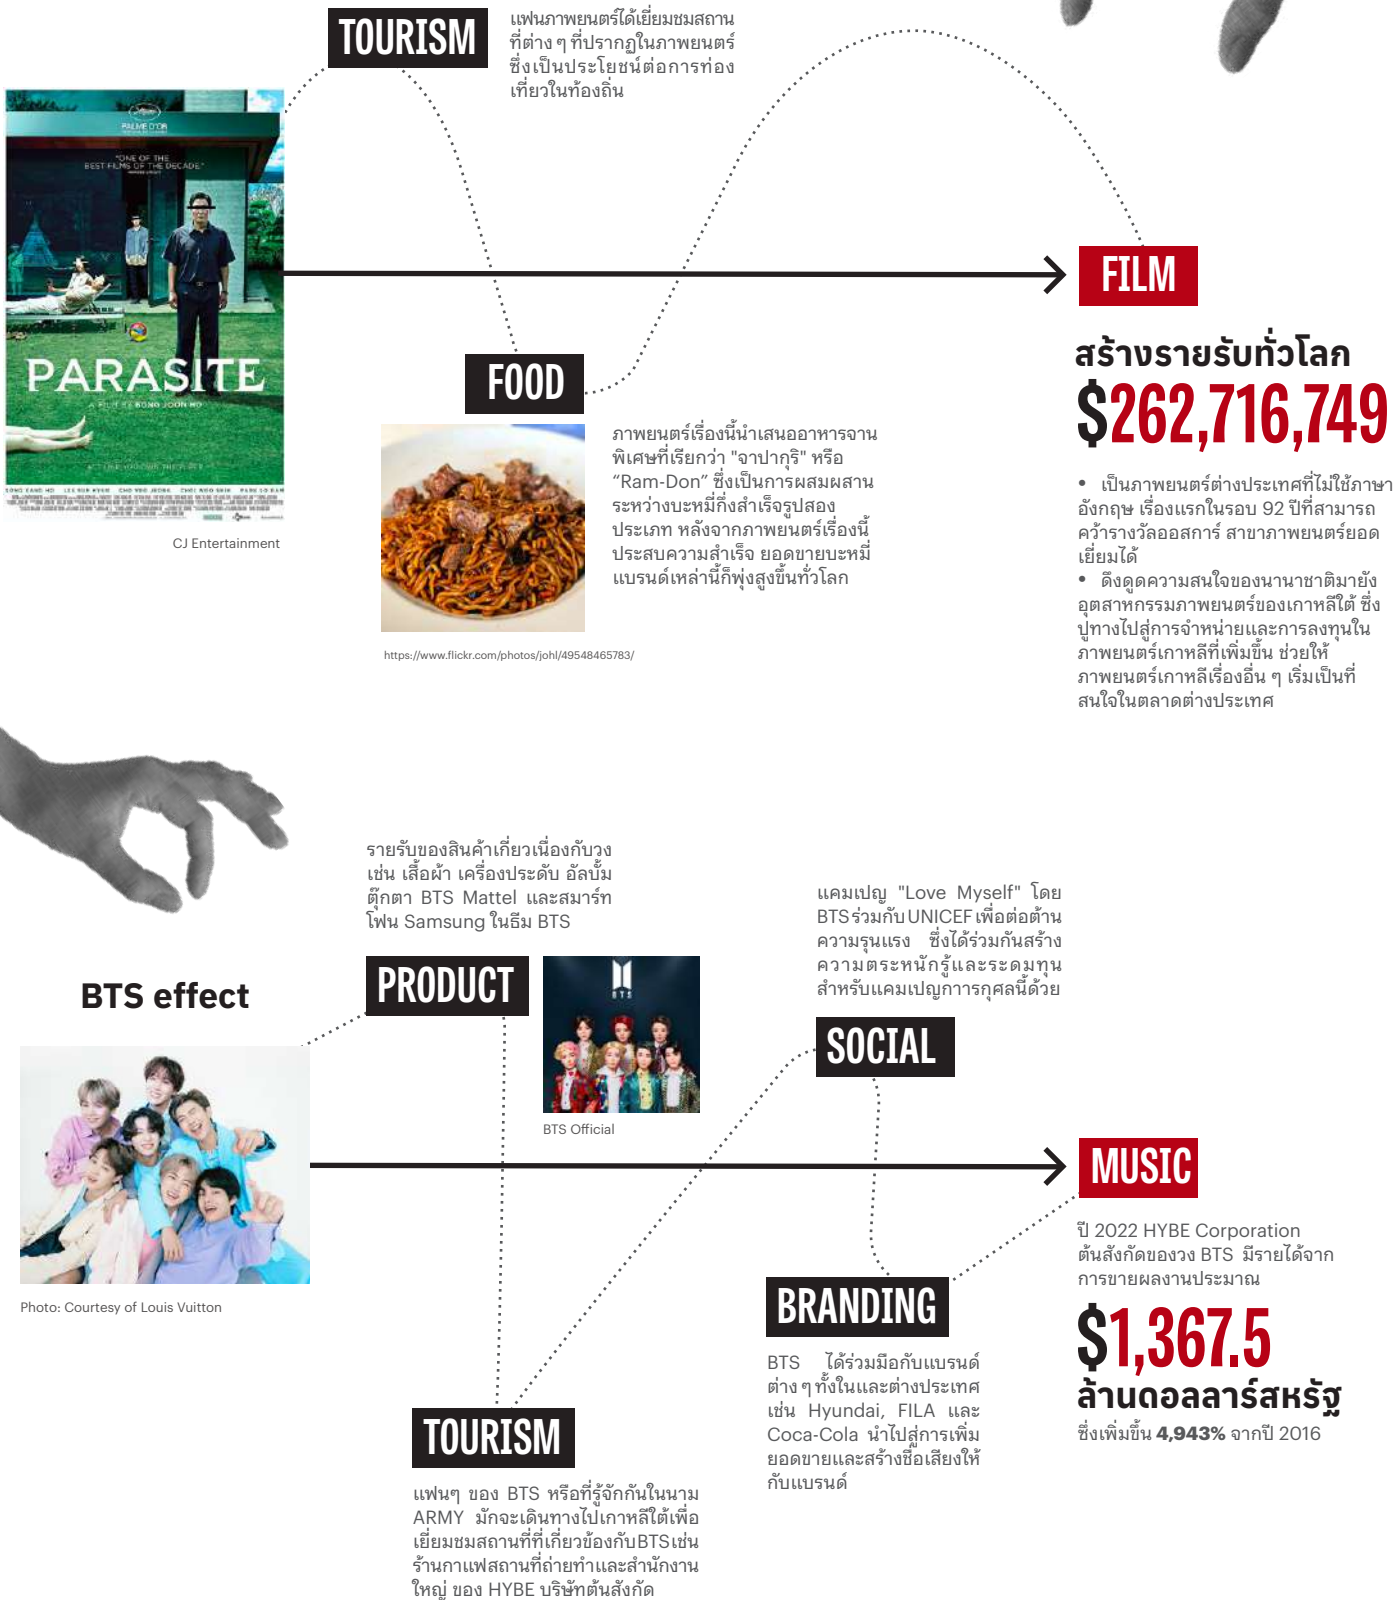 TOURISM
แฟนภาพยนตร์ได้เยี่ยมชมสถาน
ที่ต่าง ๆ ที่ปรากฏในภาพยนตร์
ซึ่งเป็นประโยชน์ต่อการท่อง
เที่ยวในท้องถิ่น
PALME D'OR
"ONE OF THE
BEST FILMS OF THE DECADE"
PARASITE
A FILM BY BONG JOON HO
CJ Entertainment
FOOD
ภาพยนตร์เรื่องนี้นำเสนออาหารจาน
พิเศษที่เรียกว่า "จาปากุริ" หรือ
“Ram-Don” ซึ่งเป็นการผสมผสาน
ระหว่างบะหมี่กึ่งสำเร็จรูปสอง
ประเภท หลังจากภาพยนตร์เรื่องนี้
ประสบความสำเร็จ ยอดขายบะหมี่
แบรนด์เหล่านี้ก็พุ่งสูงขึ้นทั่วโลก
https://www.flickr.com/photos/johl/49548465783/
FILM
สร้างรายรับทั่วโลก
$262,716,749
• เป็นภาพยนตร์ต่างประเทศที่ไม่ใช้ภาษา
อังกฤษ เรื่องแรกในรอบ 92 ปีที่สามารถ
คว้ารางวัลออสการ์ สาขาภาพยนตร์ยอด
เยี่ยมได้
• ดึงดูดความสนใจของนานาชาติมายัง
อุตสาหกรรมภาพยนตร์ของเกาหลีใต้ ซึ่ง
ปูทางไปสู่การจำหน่ายและการลงทุนใน
ภาพยนตร์เกาหลีที่เพิ่มขึ้น ช่วยให้
ภาพยนตร์เกาหลีเรื่องอื่น ๆ เริ่มเป็นที่
สนใจในตลาดต่างประเทศ
BTS effect
Photo: Courtesy of Louis Vuitton
รายรับของสินค้าเกี่ยวเนื่องกับวง
เช่น เสื้อผ้า เครื่องประดับ อัลบั้ม
ตุ๊กตา BTS Mattel และสมาร์ท
โฟน Samsung ในธีม BTS
PRODUCT
BTS
BTS Official
แคมเปญ "Love Myself" โดย
BTS ร่วมกับ UNICEF เพื่อต่อต้าน
ความรุนแรง ซึ่งได้ร่วมกันสร้าง
ความตระหนักรู้และระดมทุน
สำหรับแคมเปญกาารกุศลนี้ด้วย
SOCIAL
MUSIC
ปี 2022 HYBE Corporation
ต้นสังกัดของวง BTS มีรายได้จาก
การขายผลงานประมาณ
$1,367.5
ล้านดอลลาร์สหรัฐ
ซึ่งเพิ่มขึ้น 4,943% จากปี 2016
BRANDING
BTS ได้ร่วมมือกับแบรนด์
ต่าง ๆ ทั้งในและต่างประเทศ
เช่น Hyundai, FILA และ
Coca-Cola นำไปสู่การเพิ่ม
ยอดขายและสร้างชื่อเสียงให้
กับแบรนด์
TOURISM
แฟนๆ ของ BTS หรือที่รู้จักกันในนาม
ARMY มักจะเดินทางไปเกาหลีใต้เพื่อ
เยี่ยมชมสถานที่ที่เกี่ยวข้องกับBTSเช่น
ร้านกาแฟสถานที่ถ่ายทำและสำนักงาน
ใหญ่ ของ HYBE บริษัทต้นสังกัด